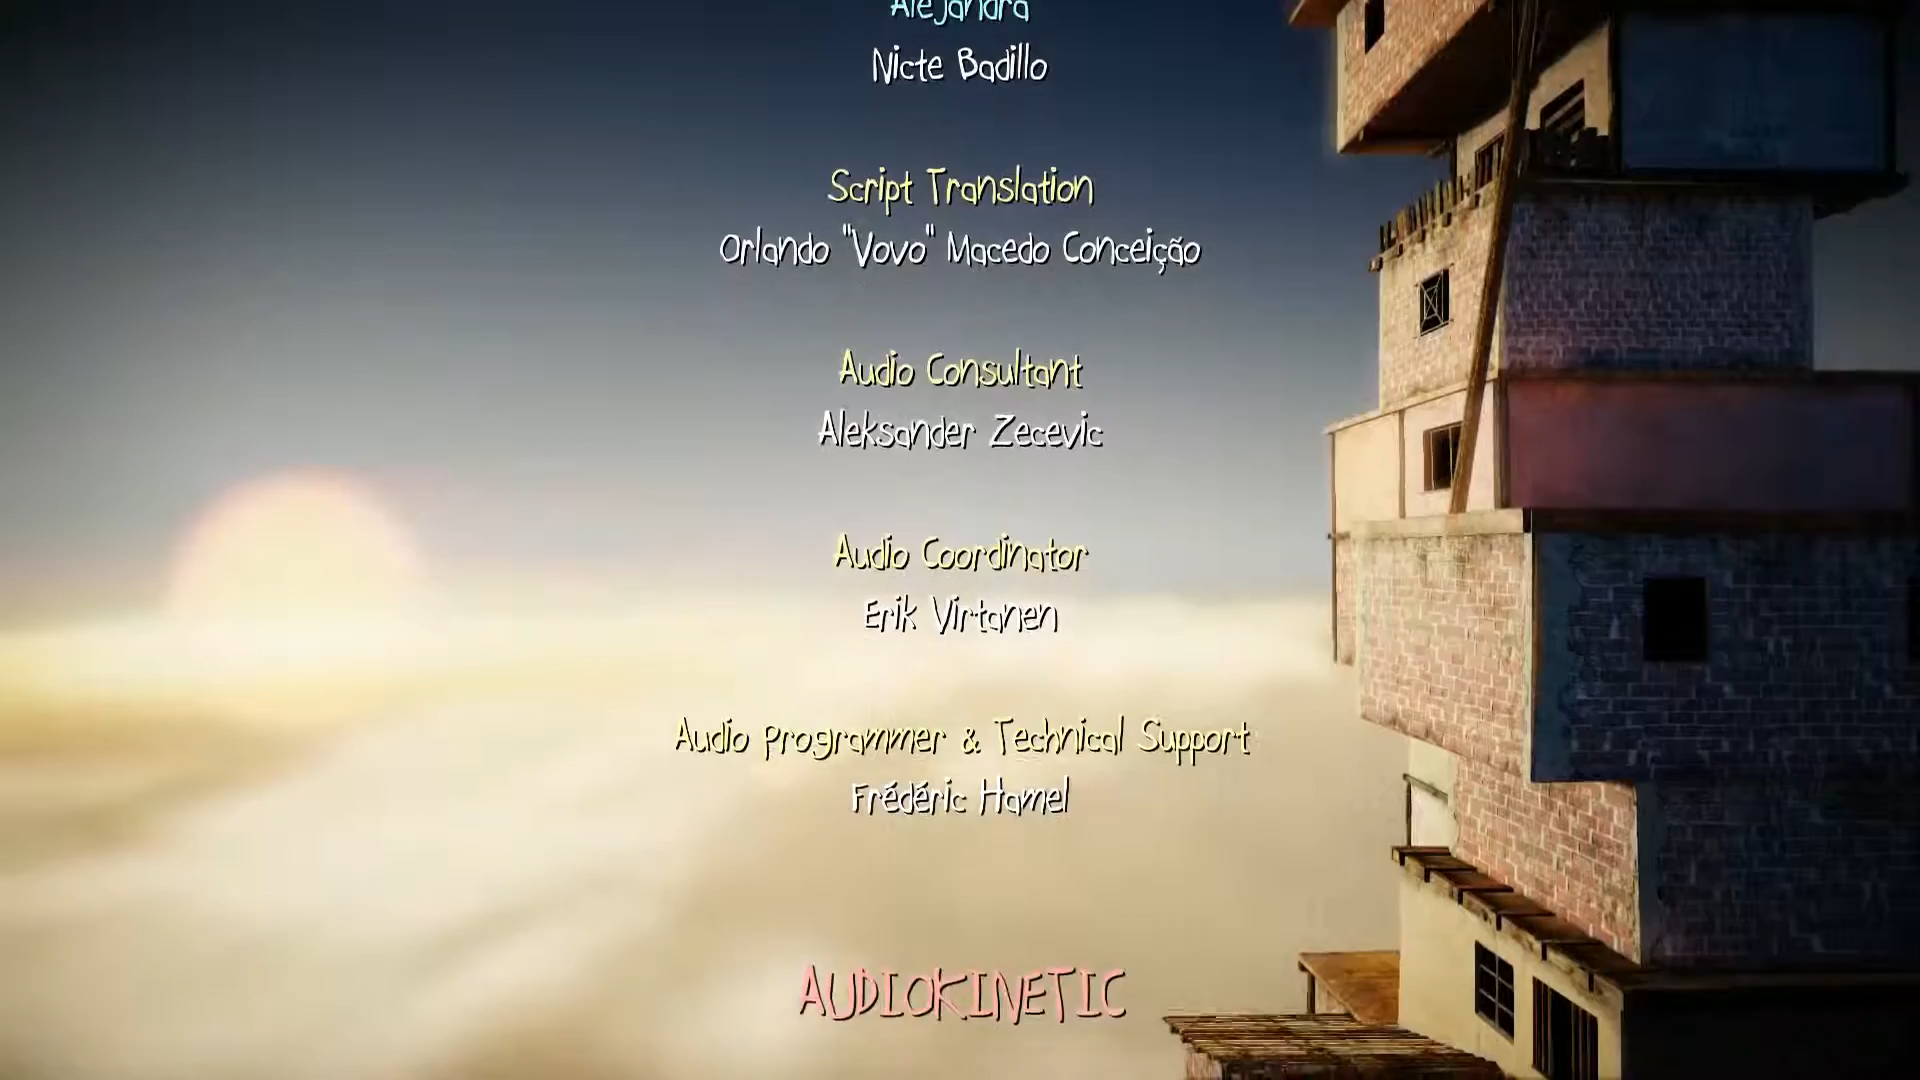 Alejandra
Nicte Badillo
Script Translation
Orlando "Vovo" Macedo Conceição
Audio Consultant
Aleksander Zecevic
Audio Coordinator
Erik Virtanen
Audio Programmer & Technical Support
Frédéric Hamel
AUDIOKINETIC